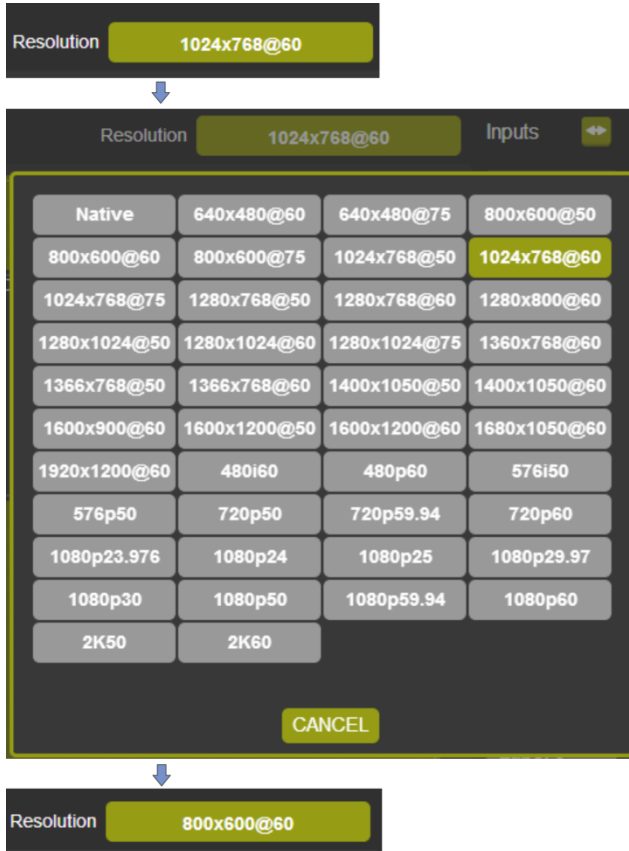 Resolution 1024x768@60
Resolution 1024x768@60 Inputs
Native 640x480@60 640x480@75 800x600@50
800x600@60 800x600@75 1024x768@50 1024x768@60
1024x768@75 1280x768@50 1280x768@60 1280x800@60
1280x1024@50 1280x1024@60 1280x1024@75 1360x768@60
1366x768@50 1366x768@60 1400x1050@50 1400x1050@60
1600x900@60 1600x1200@50 1600x1200@60 1680x1050@60
1920x1200@60 480i60 480p60 576i50
576p50 720p50 720p59.94 720p60
1080p23.976 1080p24 1080p25 1080p29.97
1080p30 1080p50 1080p59.94 1080p60
2K50 2K60
CANCEL
Resolution 800x600@60